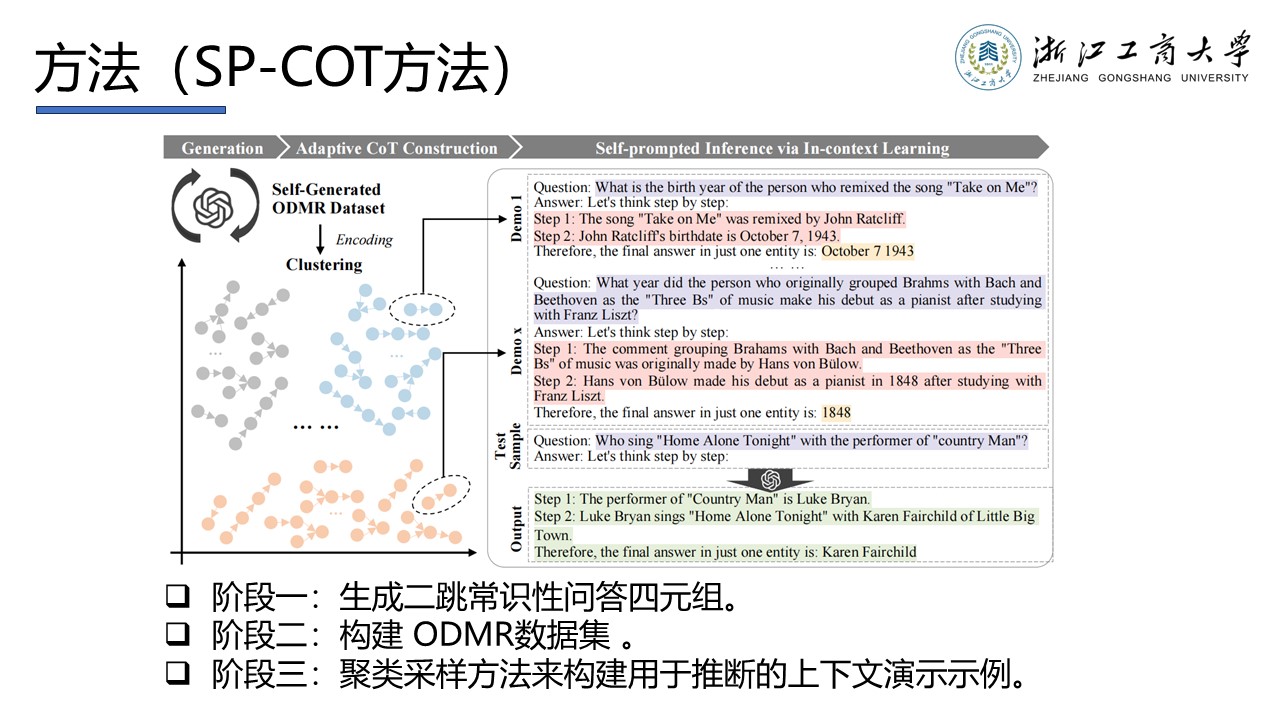 方法（SP-COT方法）
浙江工商大学
ZHEJIANG GONGSHANG UNIVERSITY
Generation
Adaptive CoT Construction
Self-prompted Inference via In-context Learning
Self-Generated
ODMR Dataset
Encoding
Clustering
...
...
... ...
...
Demo 1
Question: What is the birth year of the person who remixed the song "Take on Me"?
Answer: Let's think step by step:
Step 1: The song "Take on Me" was remixed by John Ratcliff.
Step 2: John Ratcliff's birthdate is October 7, 1943.
Therefore, the final answer in just one entity is: October 7 1943
... ...
Demo x
Question: What year did the person who originally grouped Brahms with Bach and
Beethoven as the "Three Bs" of music make his debut as a pianist after studying
with Franz Liszt?
Answer: Let's think step by step:
Step 1: The comment grouping Brahams with Bach and Beethoven as the "Three
Bs" of music was originally made by Hans von Bülow.
Step 2: Hans von Bülow made his debut as a pianist in 1848 after studying with
Franz Liszt.
Therefore, the final answer in just one entity is: 1848
Test
Sample
Question: Who sing "Home Alone Tonight" with the performer of "country Man"?
Answer: Let's think step by step:
Output
Step 1: The performer of "Country Man" is Luke Bryan.
Step 2: Luke Bryan sings "Home Alone Tonight" with Karen Fairchild of Little Big
Town.
Therefore, the final answer in just one entity is: Karen Fairchild
阶段一：生成二跳常识性问答四元组。
阶段二：构建 ODMR数据集 。
阶段三：聚类采样方法来构建用于推断的上下文演示示例。